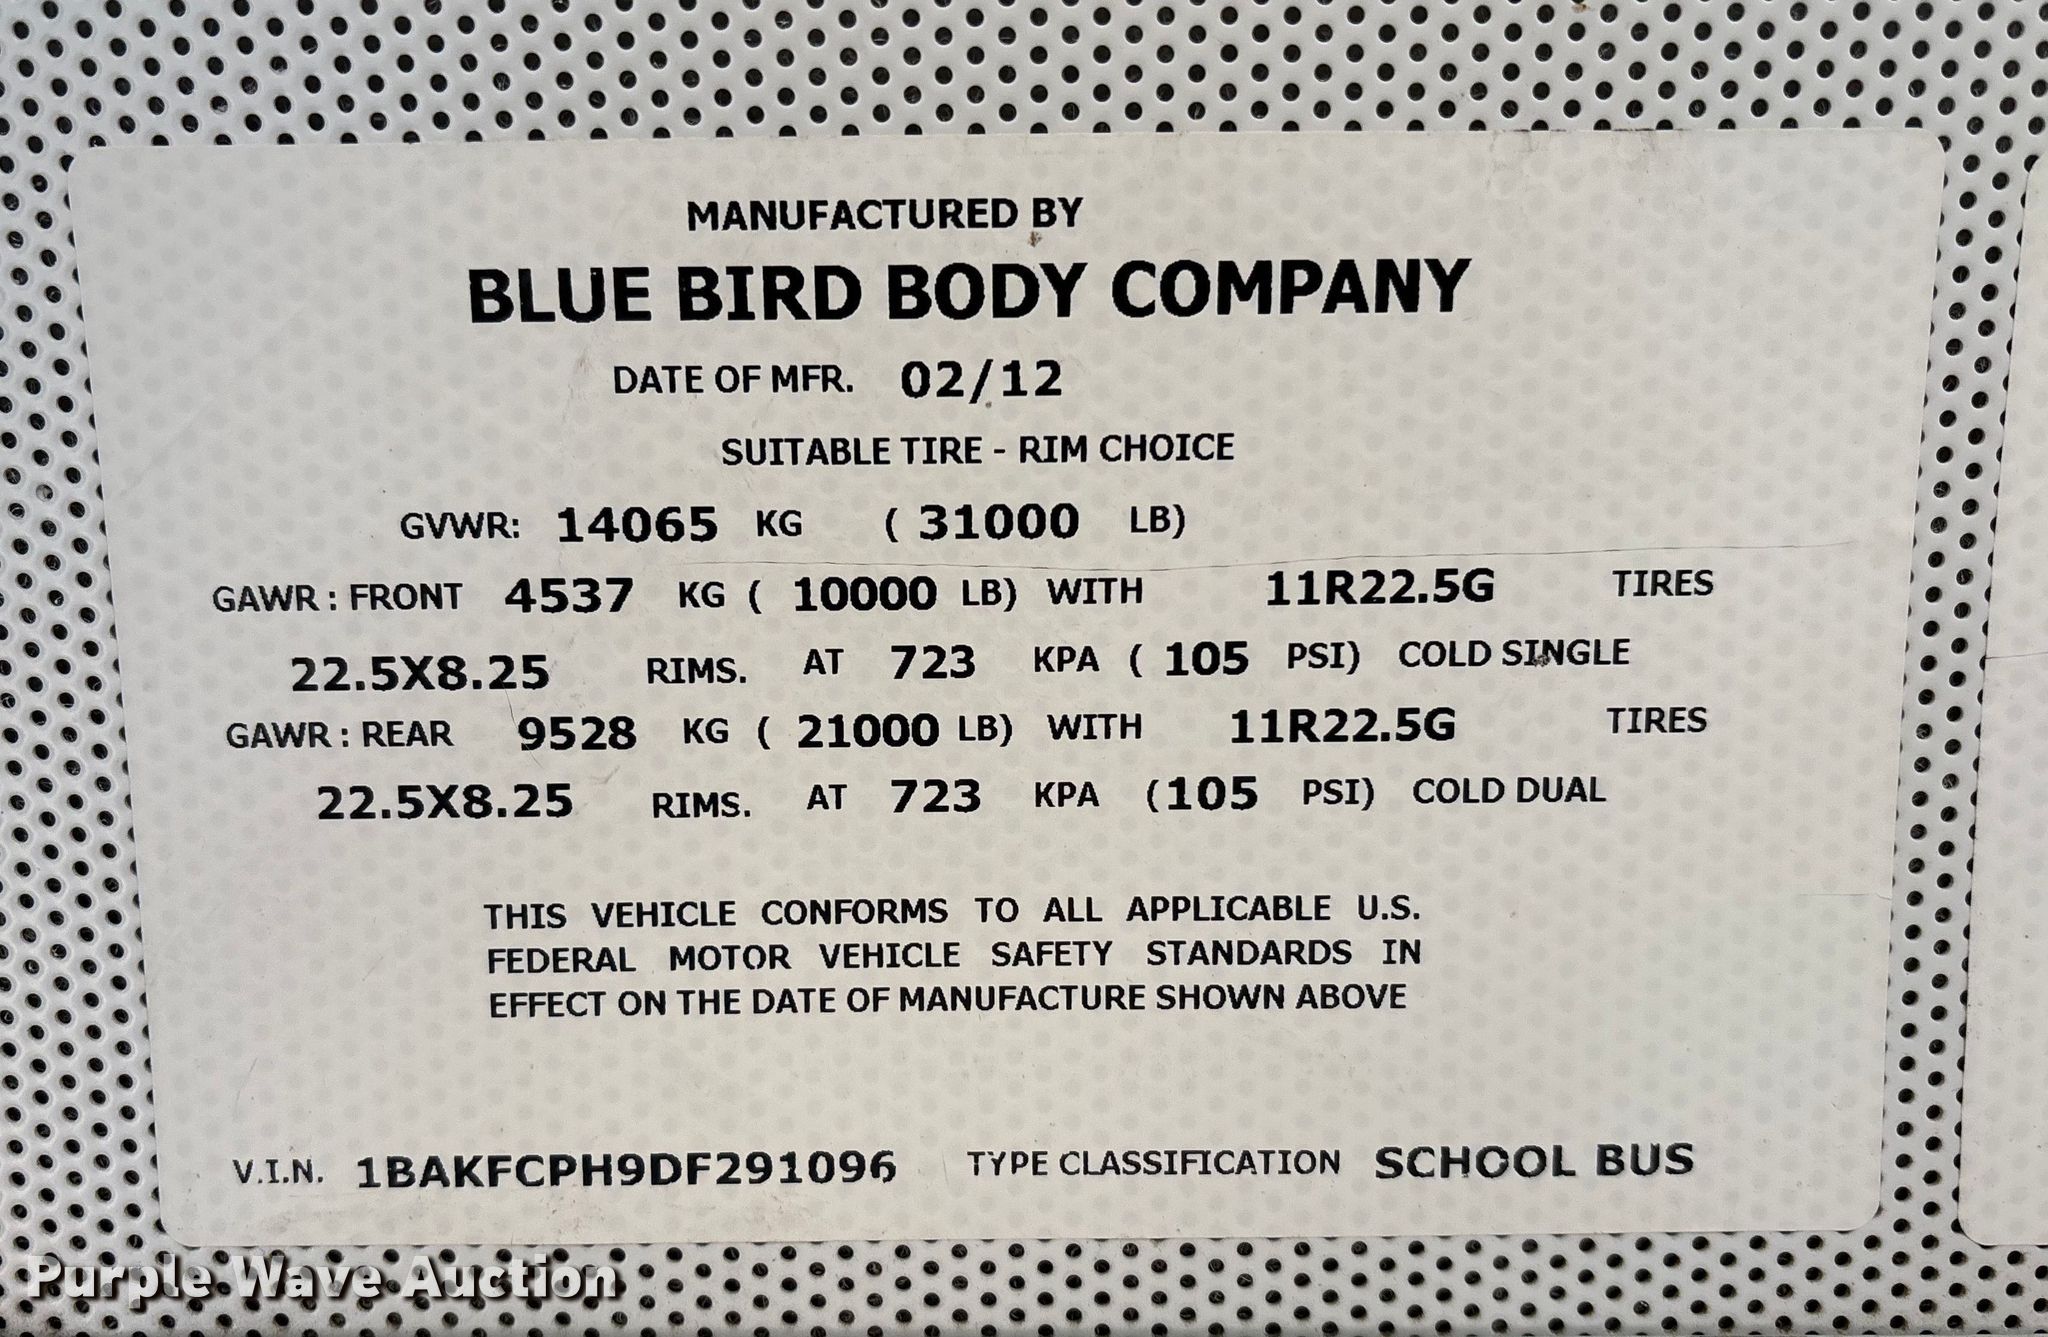 MANUFACTURED BY
BLUE BIRD BODY COMPANY
DATE OF MFR. 02/12
SUITABLE TIRE - RIM CHOICE
GVWR: 14065 KG ( 31000 LB)
GAWR : FRONT 4537 KG ( 10000 LB) WITH 11R22.5G TIRES
22.5X8.25 RIMS. AT 723 KPA ( 105 PSI) COLD SINGLE
GAWR : REAR 9528 KG ( 21000 LB) WITH 11R22.5G TIRES
22.5X8.25 RIMS. AT 723 KPA (105 PSI) COLD DUAL
THIS VEHICLE CONFORMS TO ALL APPLICABLE U.S.
FEDERAL MOTOR VEHICLE SAFETY STANDARDS IN
EFFECT ON THE DATE OF MANUFACTURE SHOWN ABOVE
V.I.N. 1BAKFCPH9DF291096 TYPE CLASSIFICATION SCHOOL BUS
Purple Wave Auction